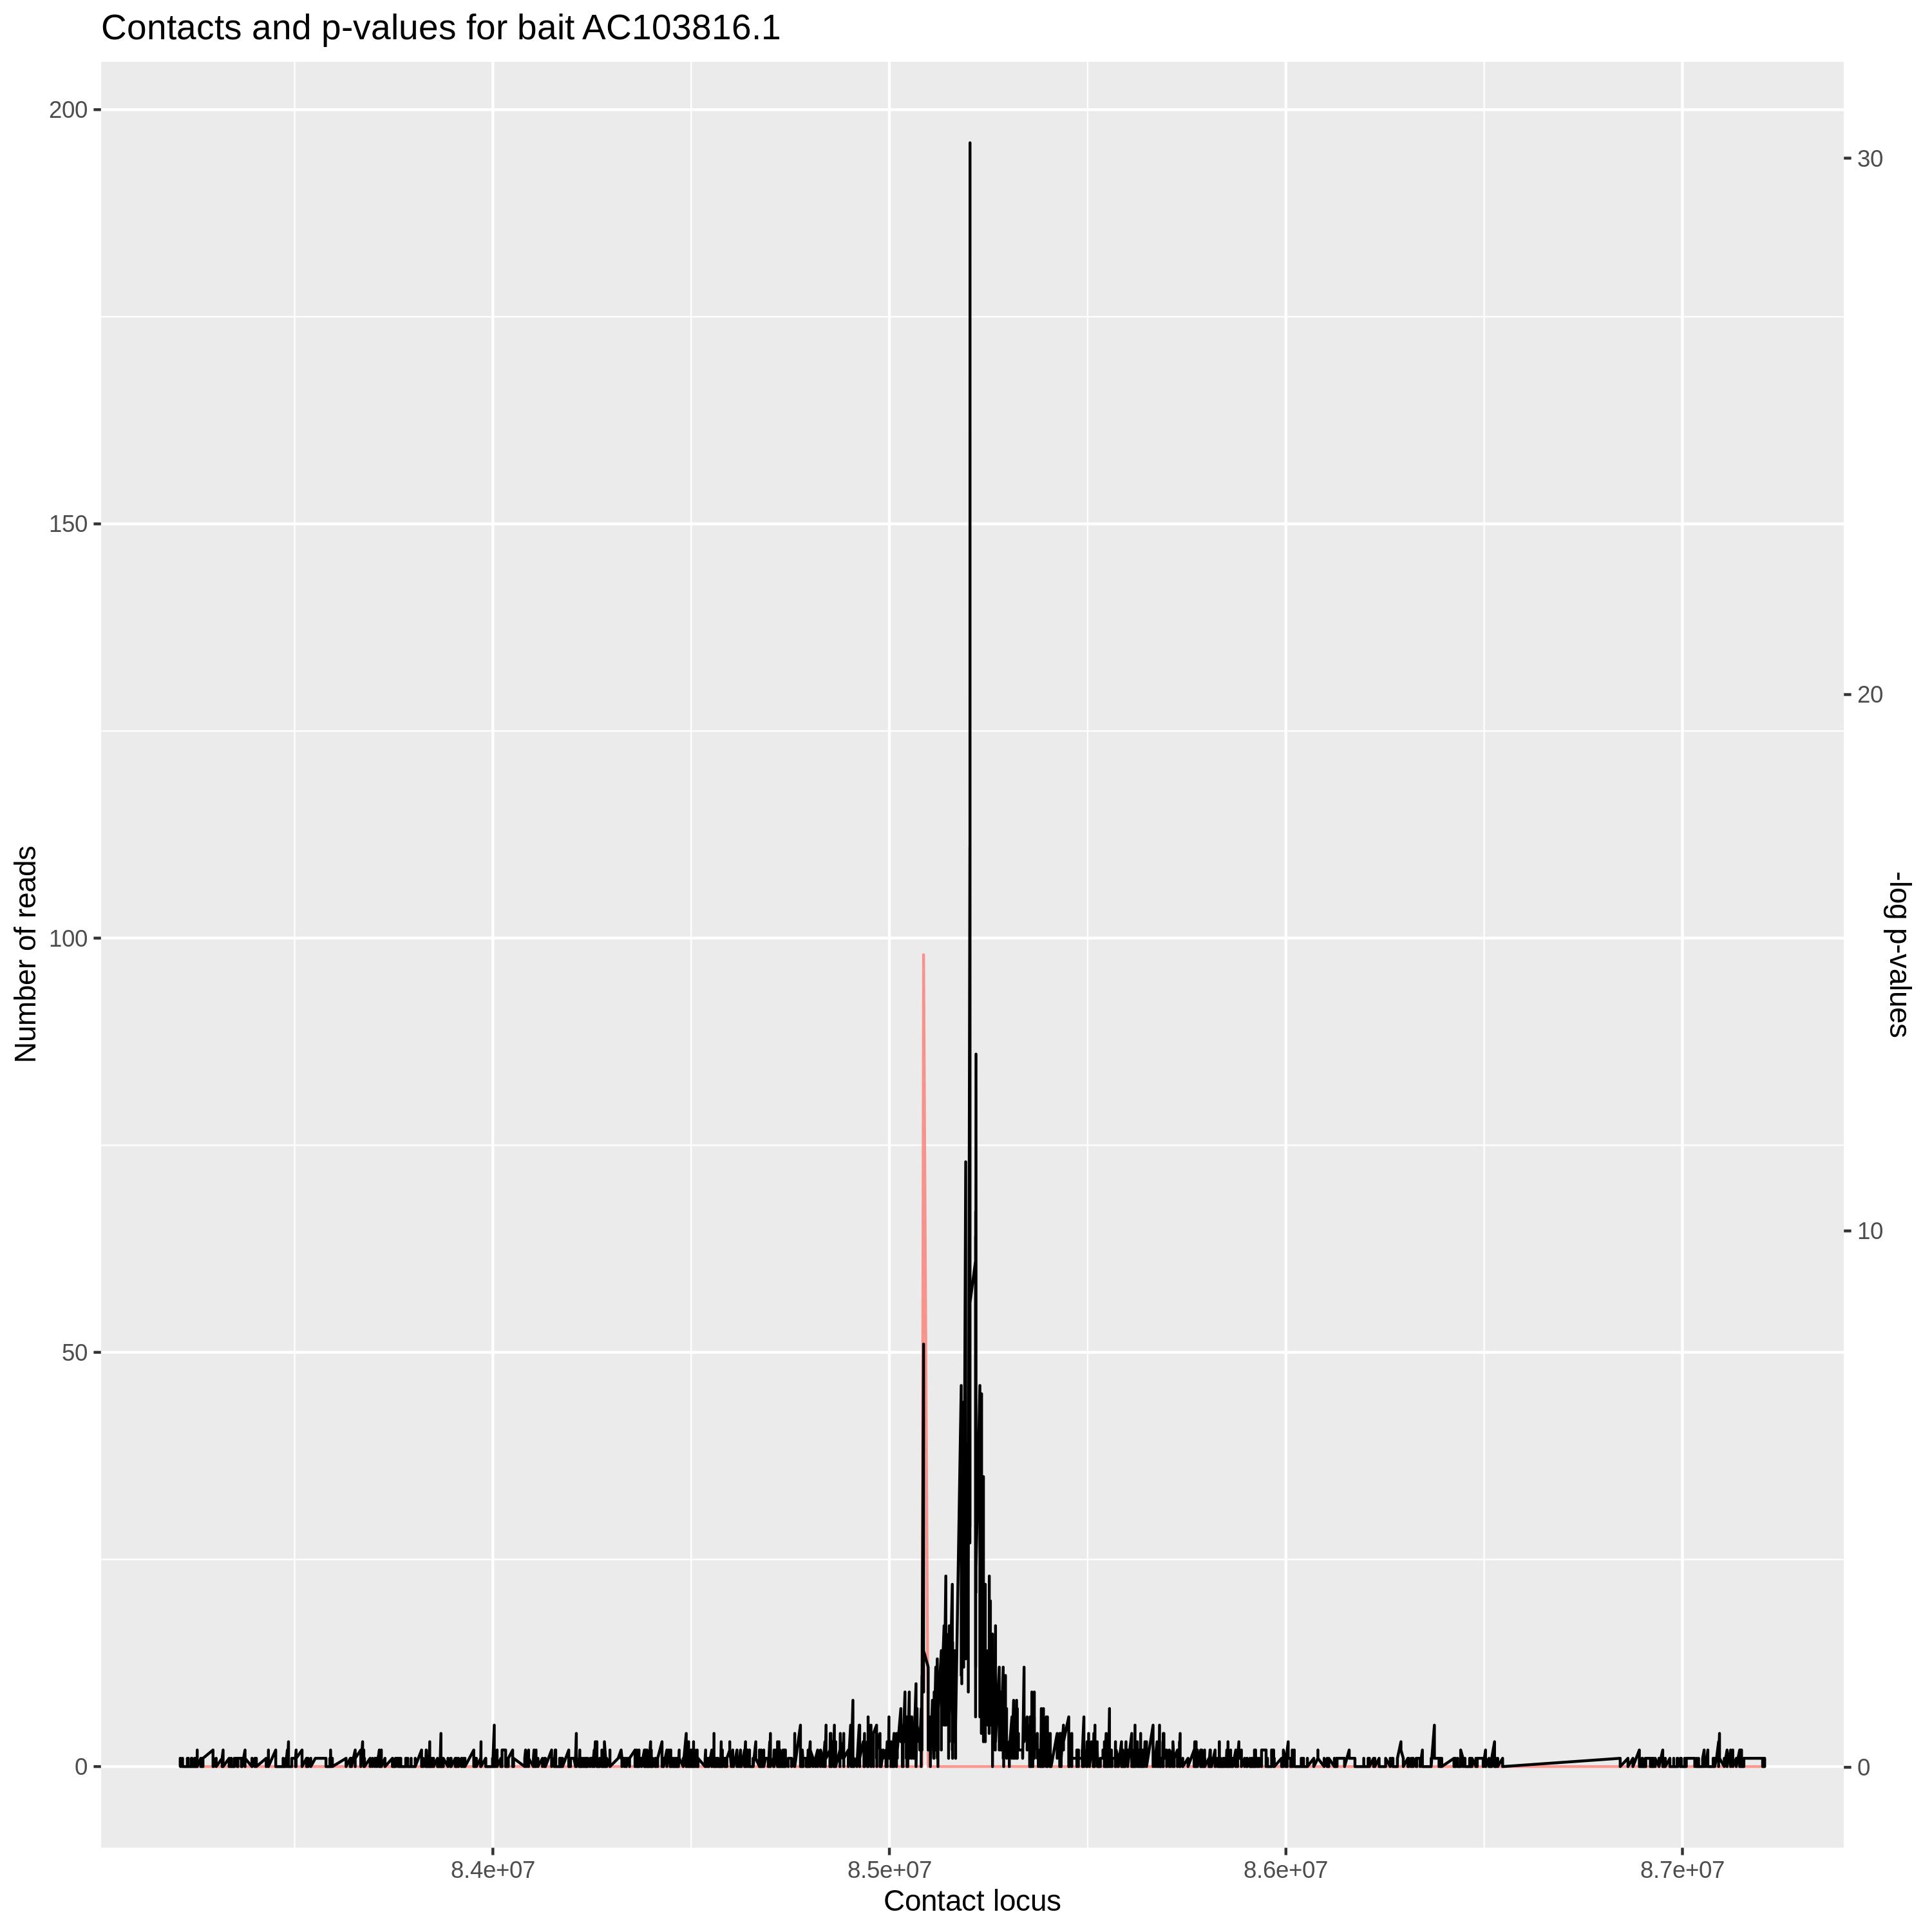 Contacts and p-values for bait AC103816.1
200
150
100
50
0
Number of reads
30
20
10
0
-log p-values
8.4e+07
8.5e+07
8.6e+07
8.7e+07
Contact locus